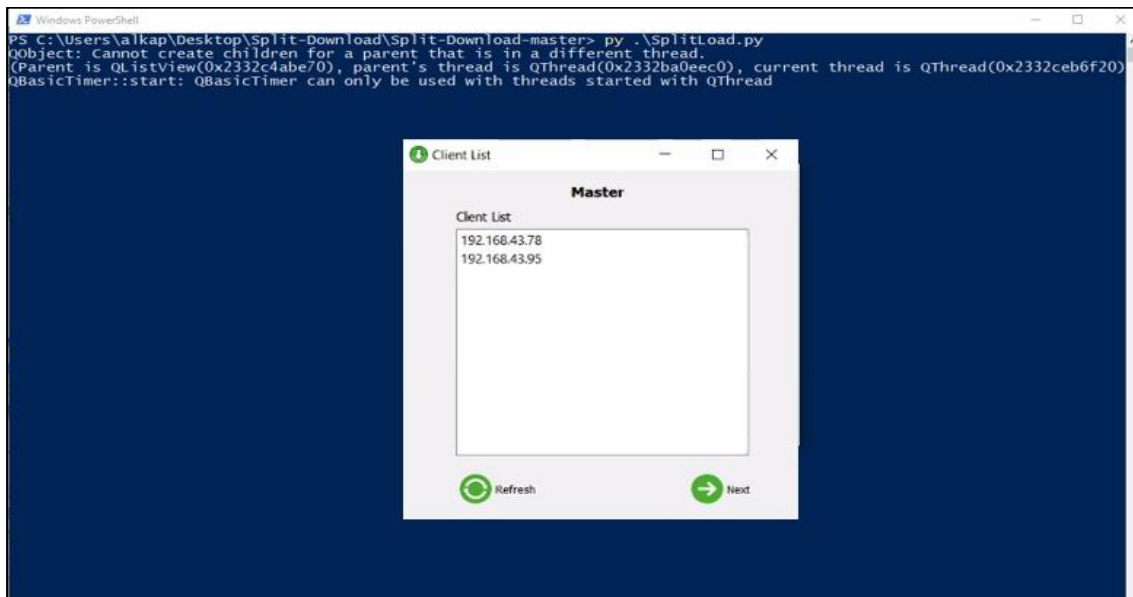 Windows PowerShell
PS C:\Users\alkap\Desktop\Split-Download\Split-Download-master> py .\SplitLoad.py
QObject: Cannot create children for a parent that is in a different thread.
(Parent is QListView(0x2332c4abe70), parent's thread is QThread(0x2332ba0eec0), current thread is QThread(0x2332ceb6f20)
QBasicTimer::start: QBasicTimer can only be used with threads started with QThread
Client List
Master
Client List
192.168.43.78
192.168.43.95
Refresh
Next